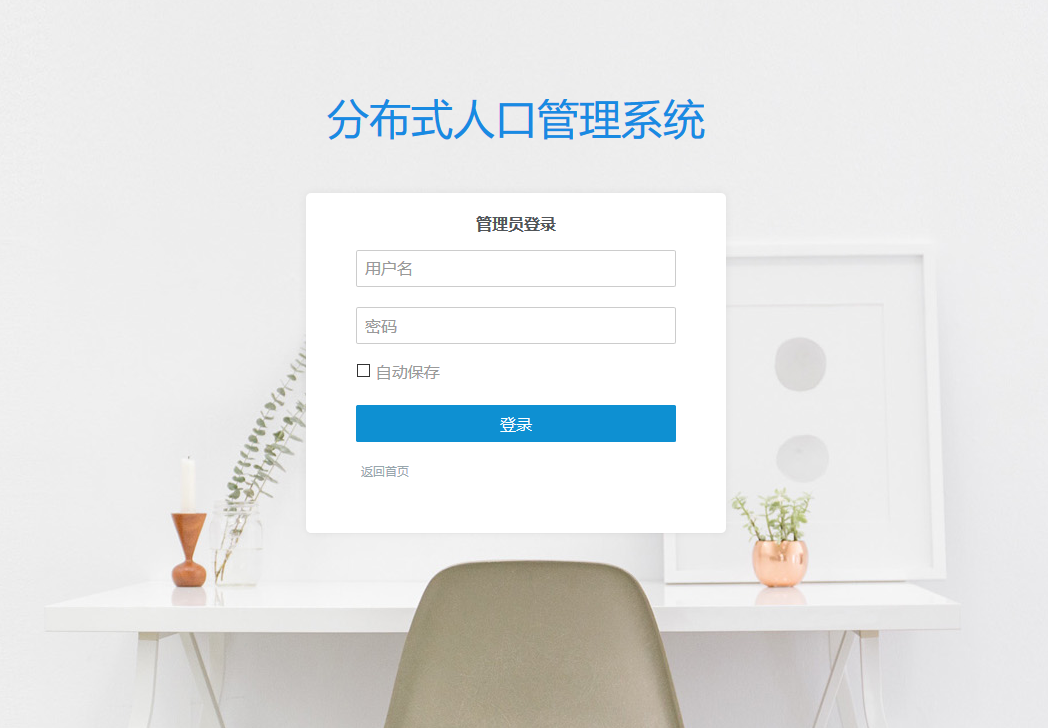 分布式人口管理系统
管理员登录
用户名
密码
自动保存
登录
返回首页